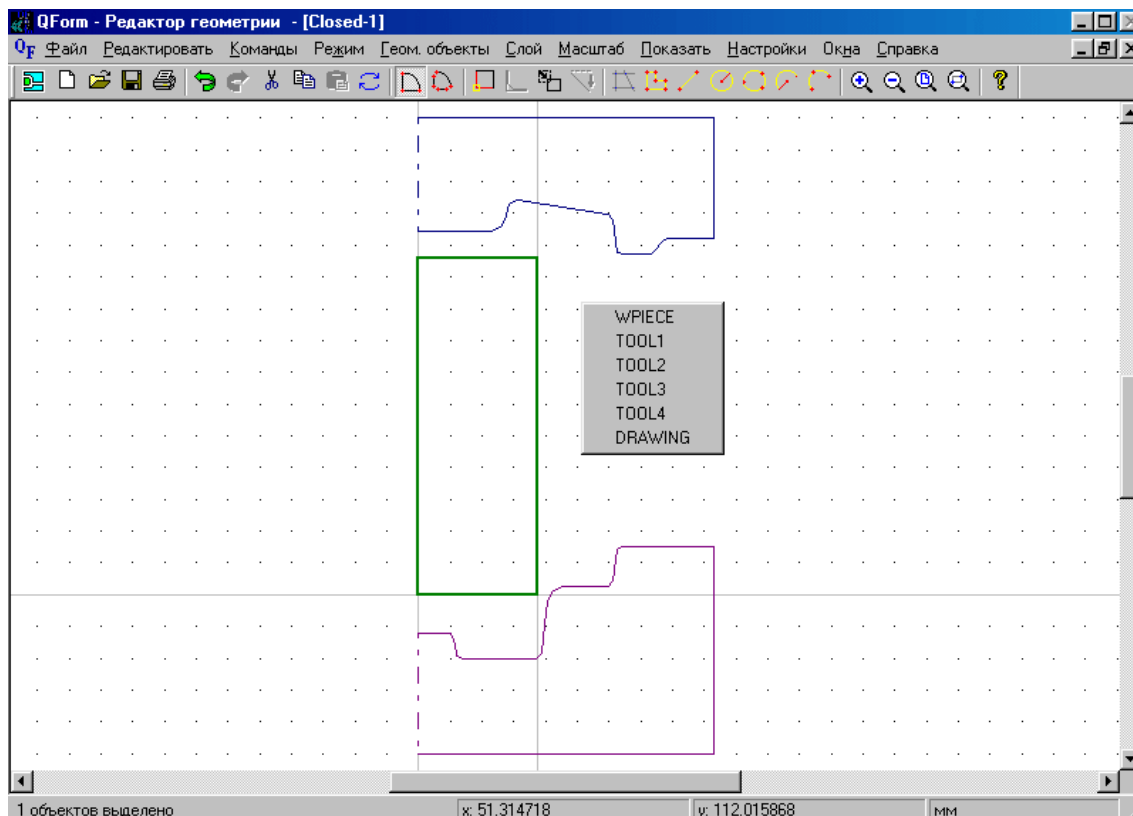 QForm - Редактор геометрии - [Closed-1]
QF Файл Редактировать Команды Режим Геом. объекты Слой Масштаб Показать Настройки Окна Справка
WPIECE
TOOL1
TOOL2
TOOL3
TOOL4
DRAWING
1 объектов выделено x: 51.314718 y: 112.015868 мм